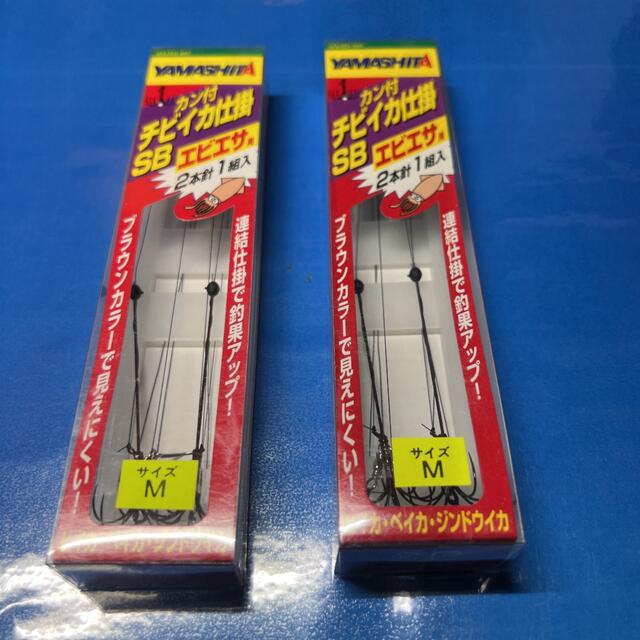 YAMASHITA
カン付
チビイカ仕掛
SB エビエサ用
2本針1組入
連結仕掛で釣果アップ!
ブラウンカラーで見えにくい!
サイズ
M
YAMASHITA
カン付
チビイカ仕掛
SB エビエサ用
2本針1組入
連結仕掛で釣果アップ!
ブラウンカラーで見えにくい!
サイズ
M
カ・ベイカ・ジンドウイカ